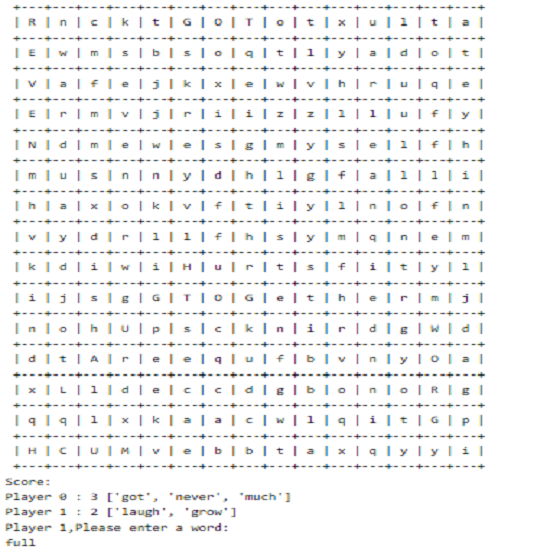 | R | n | c | k | t | G | O | T | o | t | x | u | l | t | a |
| E | w | m | s | b | s | o | q | t | l | y | a | d | o | t |
| V | a | f | e | j | k | x | e | w | v | h | r | u | q | e |
| E | r | m | v | j | r | i | i | z | z | l | l | u | f | y |
| N | d | m | e | w | e | s | g | m | y | s | e | l | f | h |
| m | u | s | n | n | y | d | h | l | g | f | a | l | l | i |
| h | a | x | o | k | v | f | t | i | y | l | n | o | f | n |
| v | y | d | r | l | l | f | h | s | y | m | q | n | e | m |
| k | d | i | w | i | H | u | r | t | s | f | i | t | y | l |
| i | j | s | g | G | T | O | G | e | t | h | e | r | m | j |
| n | o | h | U | p | s | c | k | n | i | r | d | g | W | d |
| d | t | A | r | e | e | q | u | f | b | v | n | y | O | a |
| x | L | l | d | e | c | c | d | g | b | o | n | o | R | g |
| q | q | l | x | k | a | a | c | w | l | q | i | t | G | p |
| H | C | U | M | v | e | b | b | t | a | x | q | y | y | i |
Score:
Player 0 : 3 ['got', 'never', 'much']
Player 1 : 2 ['laugh', 'grow']
Player 1,Please enter a word:
full